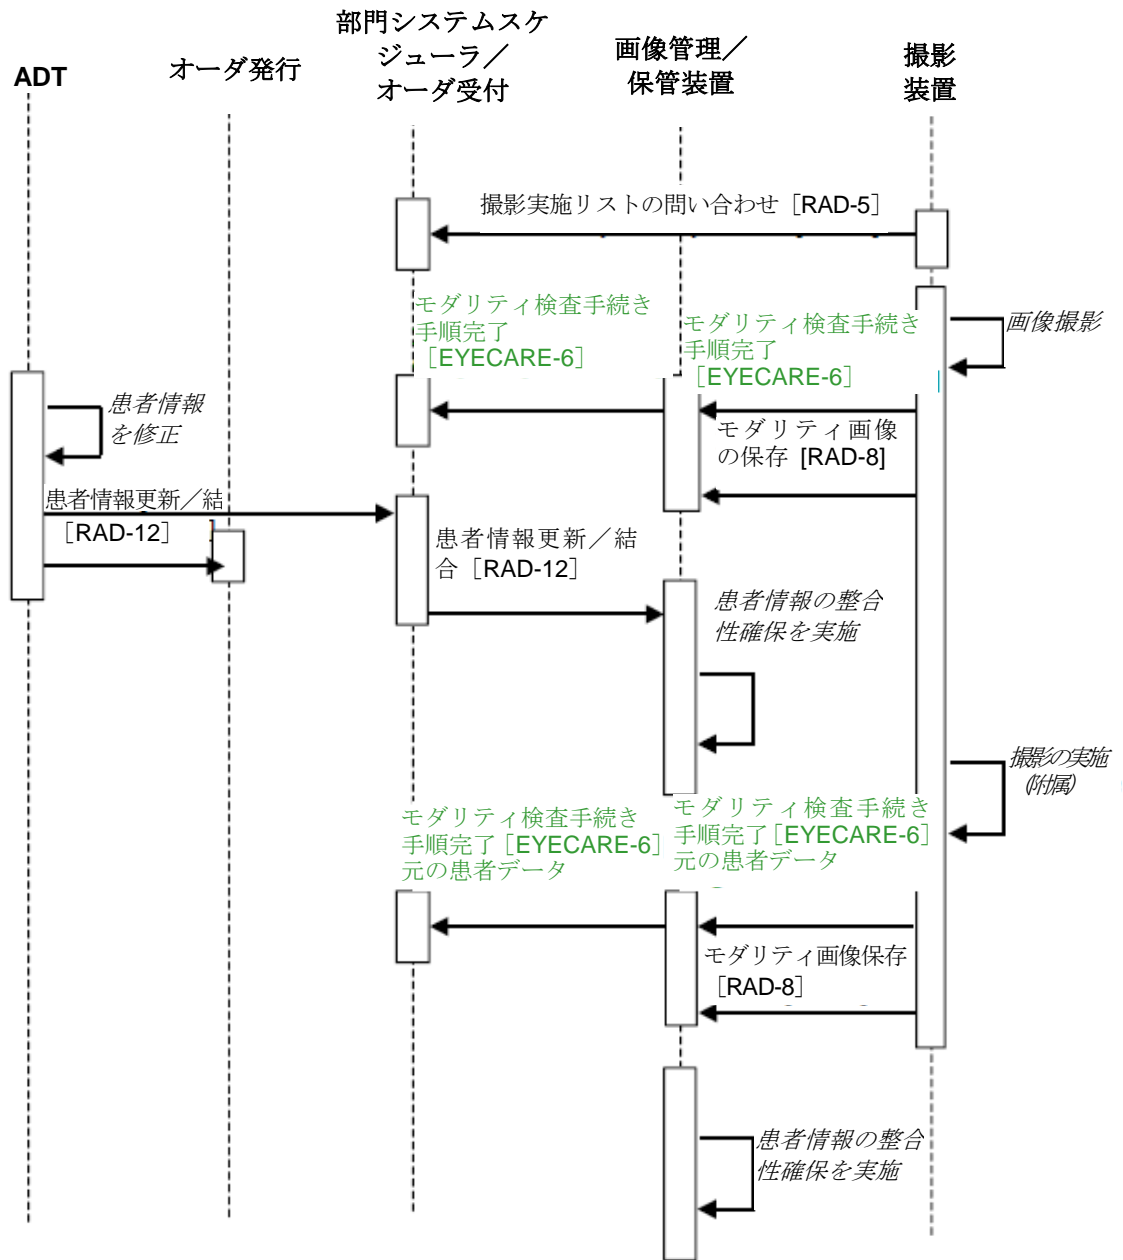 ADT
オーダ発行
部門システムスケ
ジューラ／
オーダ受付
画像管理／
保管装置
撮影
装置
撮影実施リストの問い合わせ［RAD-5］
モダリティ検査手続き
手順完了
［EYECARE-6］
モダリティ検査手続き
手順完了
［EYECARE-6］
画像撮影
患者情報
を修正
モダリティ画像
の保存 [RAD-8]
患者情報更新／結
［RAD-12］
患者情報更新／結
合［RAD-12］
患者情報の整合
性確保を実施
撮影の実施
(附属)
モダリティ検査手続き
手順完了［EYECARE-6］
元の患者データ
モダリティ検査手続き
手順完了［EYECARE-6］
元の患者データ
モダリティ画像保存
［RAD-8］
患者情報の整合
性確保を実施